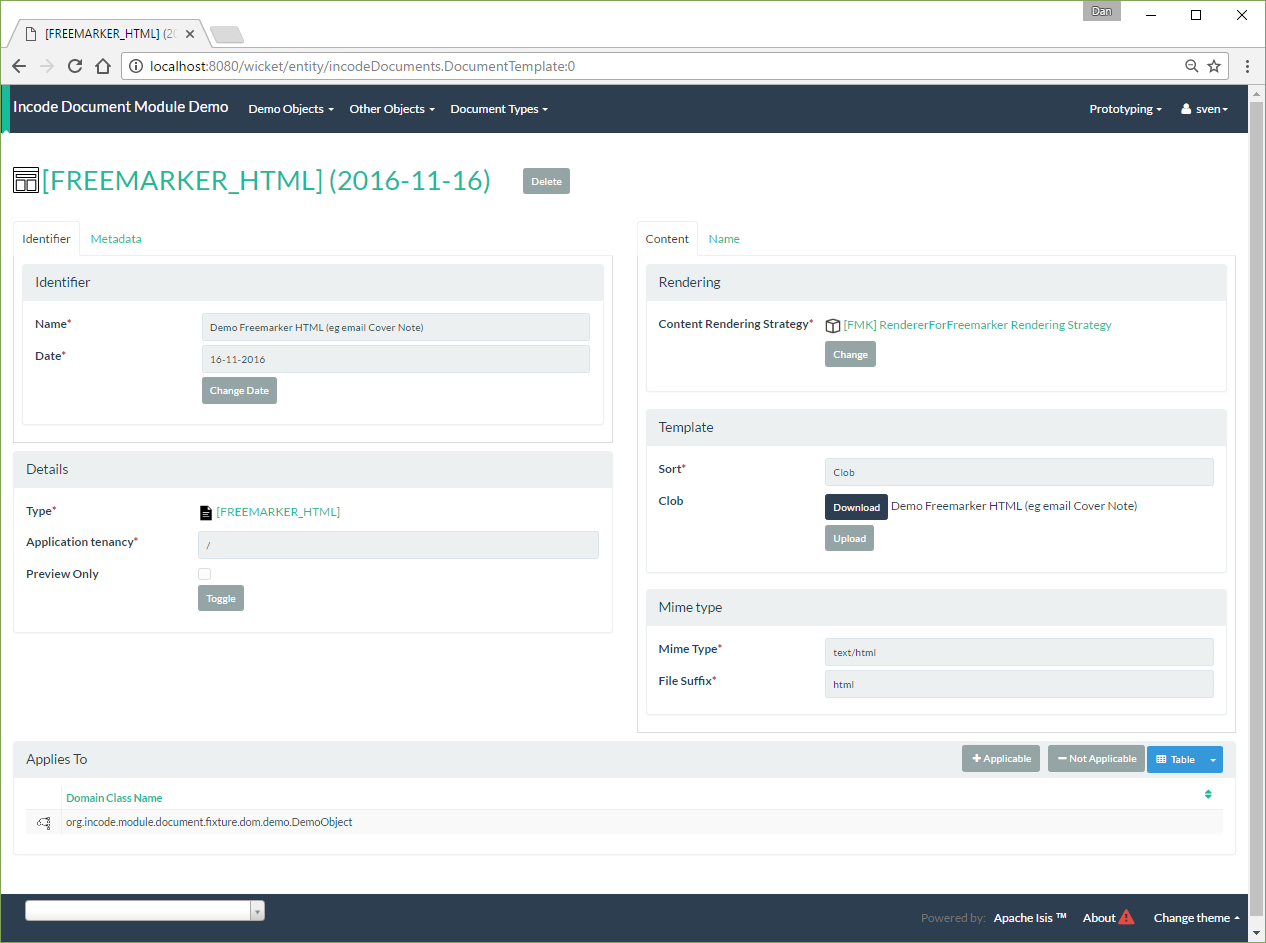 Dan
[FREEMARKER_HTML] (20
localhost:8080/wicket/entity/incodeDocuments.DocumentTemplate:0
Incode Document Module Demo Demo Objects Other Objects Document Types Prototyping sven
[FREEMARKER_HTML] (2016-11-16) Delete
Identifier Metadata
Identifier
Name* Demo Freemarker HTML (eg email Cover Note)
Date* 16-11-2016
Change Date
Details
Type* [FREEMARKER_HTML]
Application tenancy* /
Preview Only
Toggle
Content Name
Rendering
Content Rendering Strategy* [FMK] RendererForFreemarker Rendering Strategy
Change
Template
Sort* Clob
Clob Download Demo Freemarker HTML (eg email Cover Note)
Upload
Mime type
Mime Type* text/html
File Suffix* html
Applies To + Applicable − Not Applicable Table
Domain Class Name
org.incode.module.document.fixture.dom.demo.DemoObject
Powered by: Apache Isis ™ About Change theme